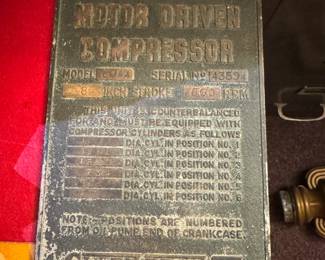 MOTOR DRIVEN
COMPRESSOR
MODEL SERIAL Nº 14359
INCH STROKE RPM
THIS UNIT IS COUNTERBALANCED
FOR AND MUST BE EQUIPPED WITH
COMPRESSOR CYLINDERS AS FOLLOWS
DIA. CYL. IN POSITION NO. 1
DIA. CYL. IN POSITION NO. 2
DIA. CYL. IN POSITION NO. 3
DIA. CYL. IN POSITION NO. 4
DIA. CYL. IN POSITION NO. 5
DIA. CYL. IN POSITION NO. 6
NOTE:-POSITIONS ARE NUMBERED
FROM OIL PUMP END OF CRANKCASE.